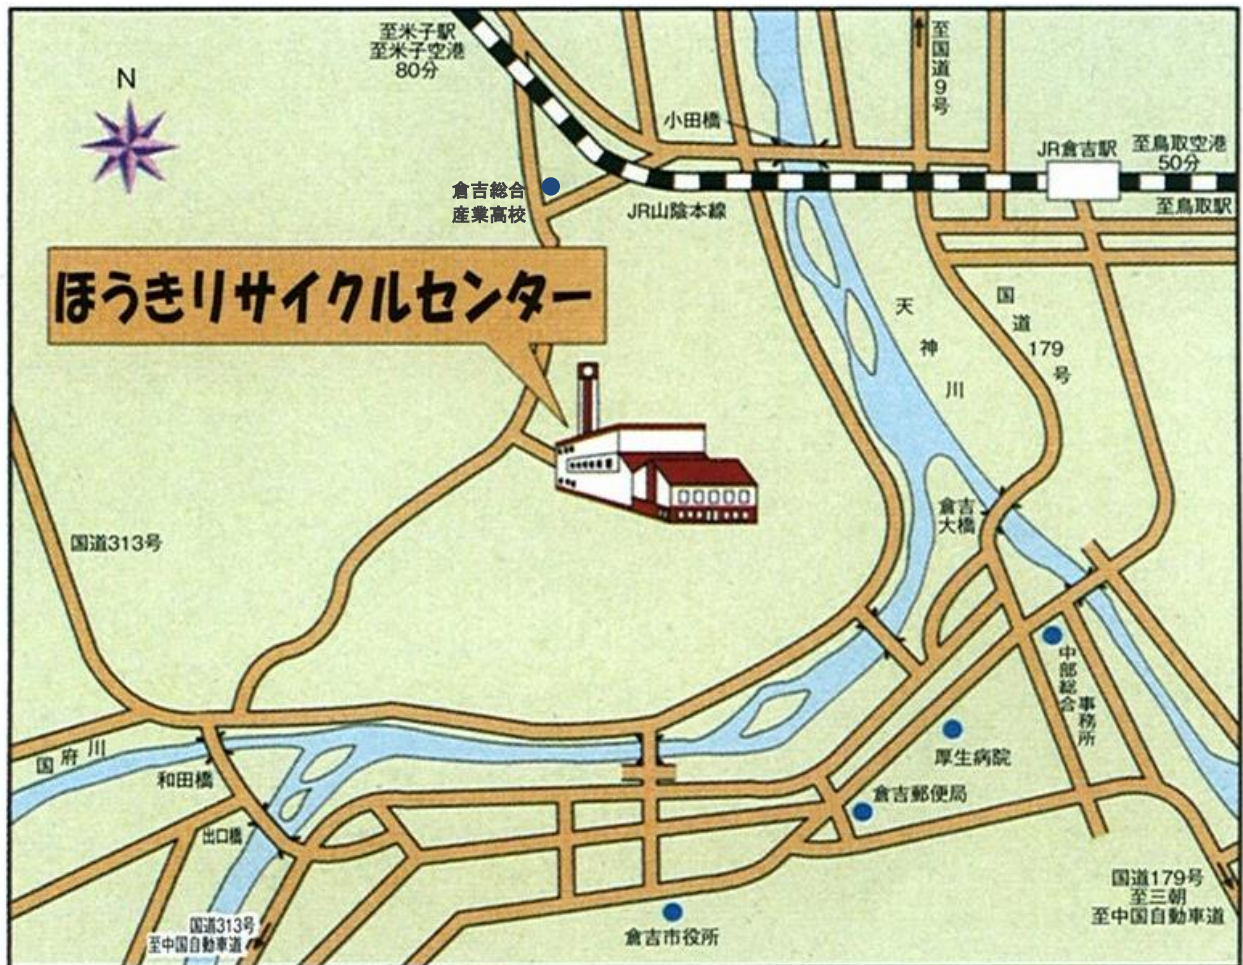 至米子駅
至米子空港
80分
N
至国道9号
小田橋
JR倉吉駅
至鳥取空港
50分
至鳥取駅
倉吉総合
産業高校
JR山陰本線
ほうきリサイクルセンター
天神川
国道179号
国道313号
倉吉
大橋
中部総合
事務所
国府川
和田橋
厚生病院
倉吉郵便局
出口橋
国道179号
至三朝
至中国自動車道
国道313号
至中国自動車道
倉吉市役所